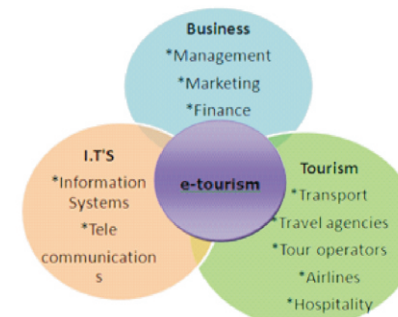 Business
*Management
*Marketing
*Finance
I.T'S
*Information
Systems
*Tele
communication
s
e-tourism
Tourism
*Transport
*Travel agencies
*Tour operators
*Airlines
*Hospitality